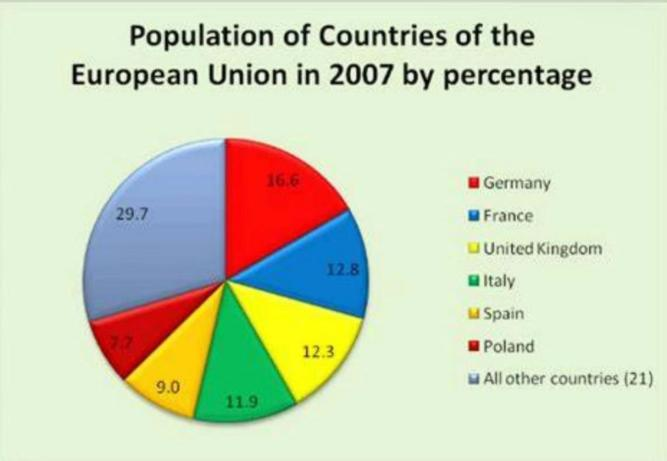 Population of Countries of the
European Union in 2007 by percentage
16.6
29.7
12.8
7.7
12.3
9.0
11.9
Germany
France
United Kingdom
Italy
Spain
Poland
All other countries (21)